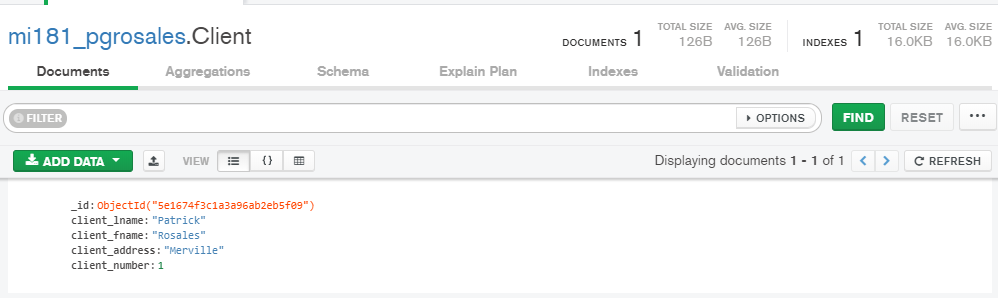 mi181_pgrosales.Client
DOCUMENTS 1 TOTAL SIZE 126B AVG. SIZE 126B INDEXES 1 TOTAL SIZE 16.0KB AVG. SIZE 16.0KB
Documents Aggregations Schema Explain Plan Indexes Validation
FILTER OPTIONS FIND RESET ...
ADD DATA VIEW { } Displaying documents 1 - 1 of 1 < > REFRESH
_id: ObjectId("5e1674f3c1a3a96ab2eb5f09")
client_lname: "Patrick"
client_fname: "Rosales"
client_address: "Merville"
client_number: 1